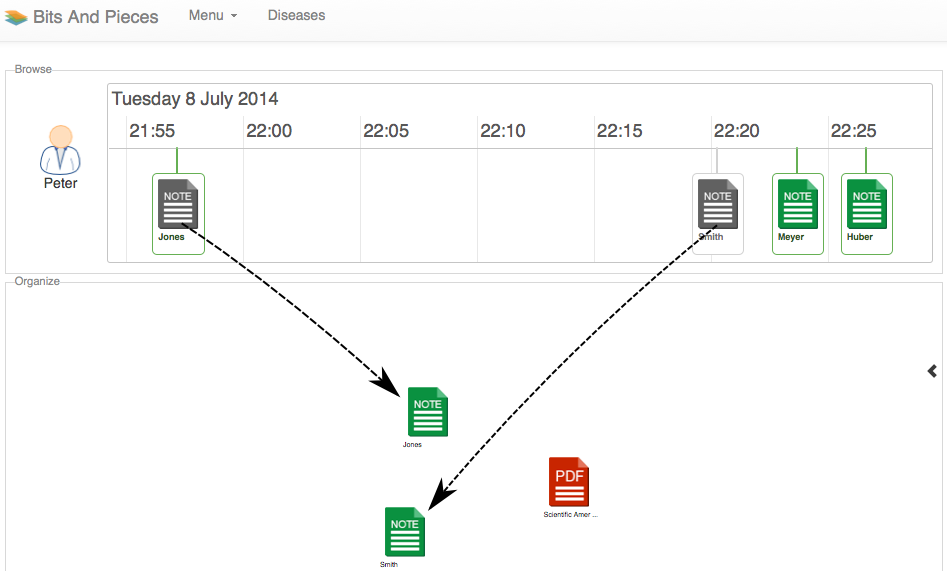 Bits And Pieces Menu Diseases
Browse
Tuesday 8 July 2014
21:55 22:00 22:05 22:10 22:15 22:20 22:25
Peter
NOTE NOTE NOTE NOTE
Jones Smith Meyer Huber
Organize
NOTE
Jones
PDF
Scientific Amer ...
NOTE
Smith